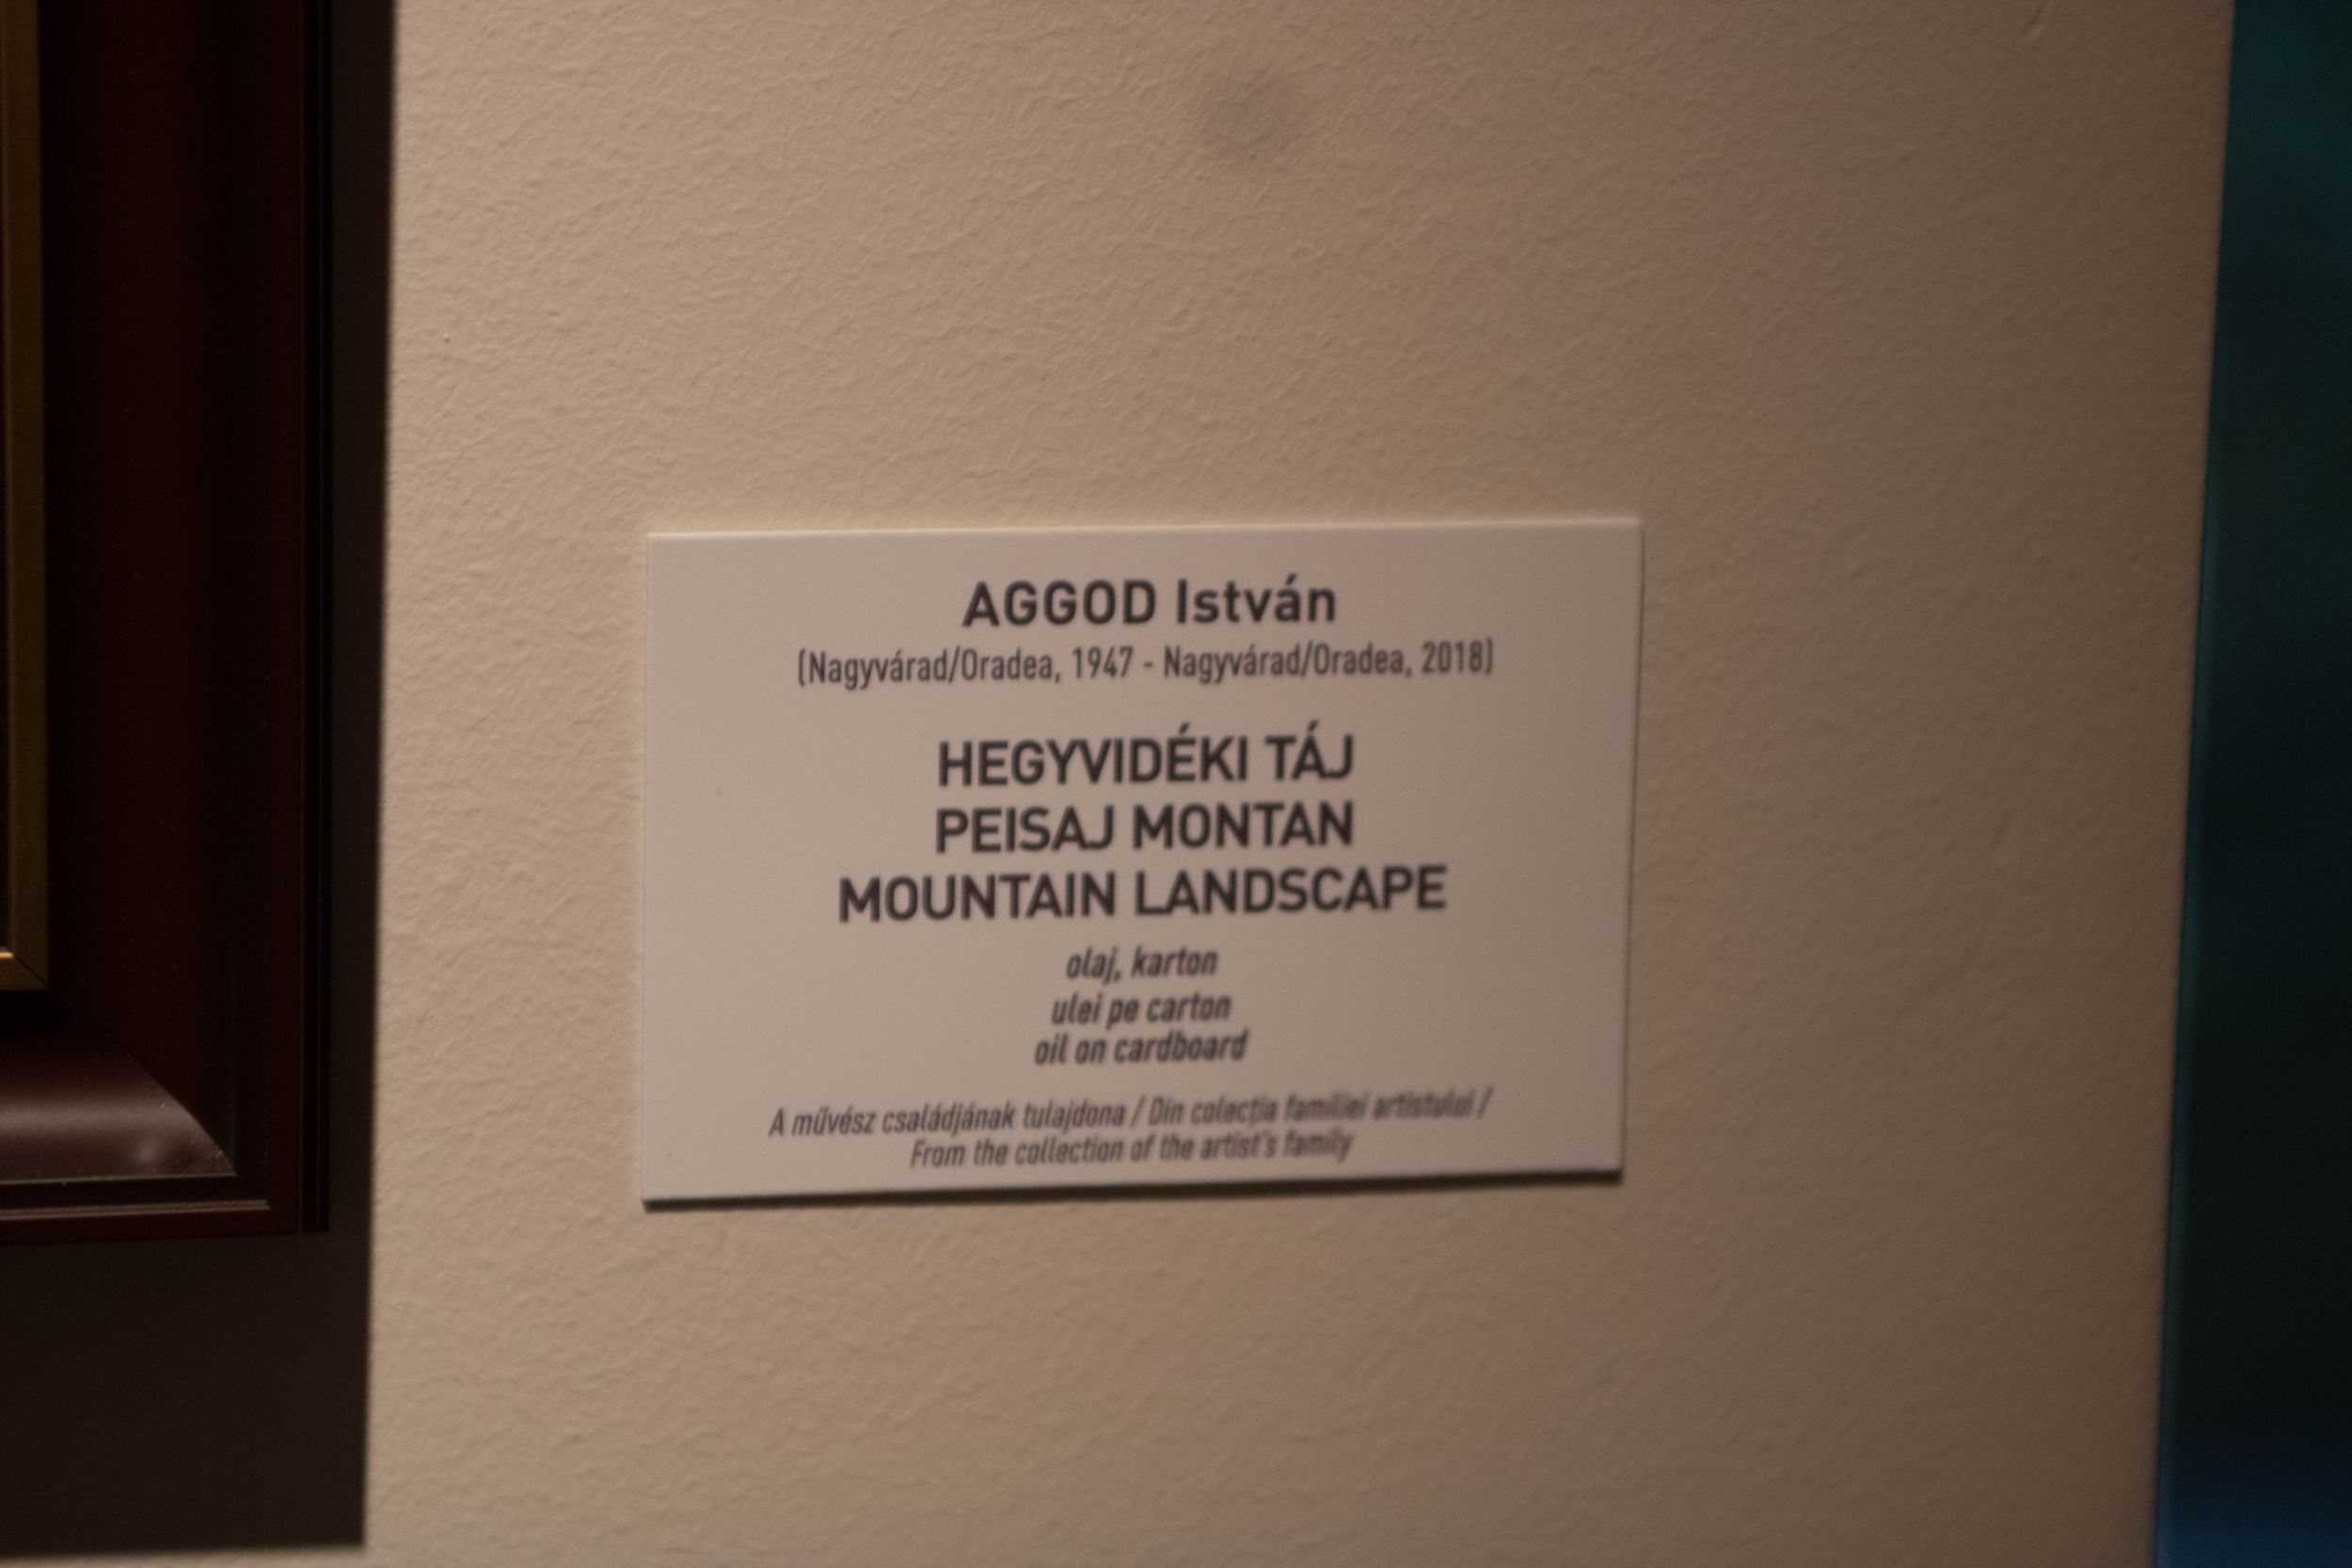 AGGOD István
(Nagyvárad/Oradea, 1947 - Nagyvárad/Oradea, 2018)
HEGYVIDÉKI TÁJ
PEISAJ MONTAN
MOUNTAIN LANDSCAPE
olaj, karton
ulei pe carton
oil on cardboard
A művész családjának tulajdona / Din colecția familiei artistului /
From the collection of the artist's family